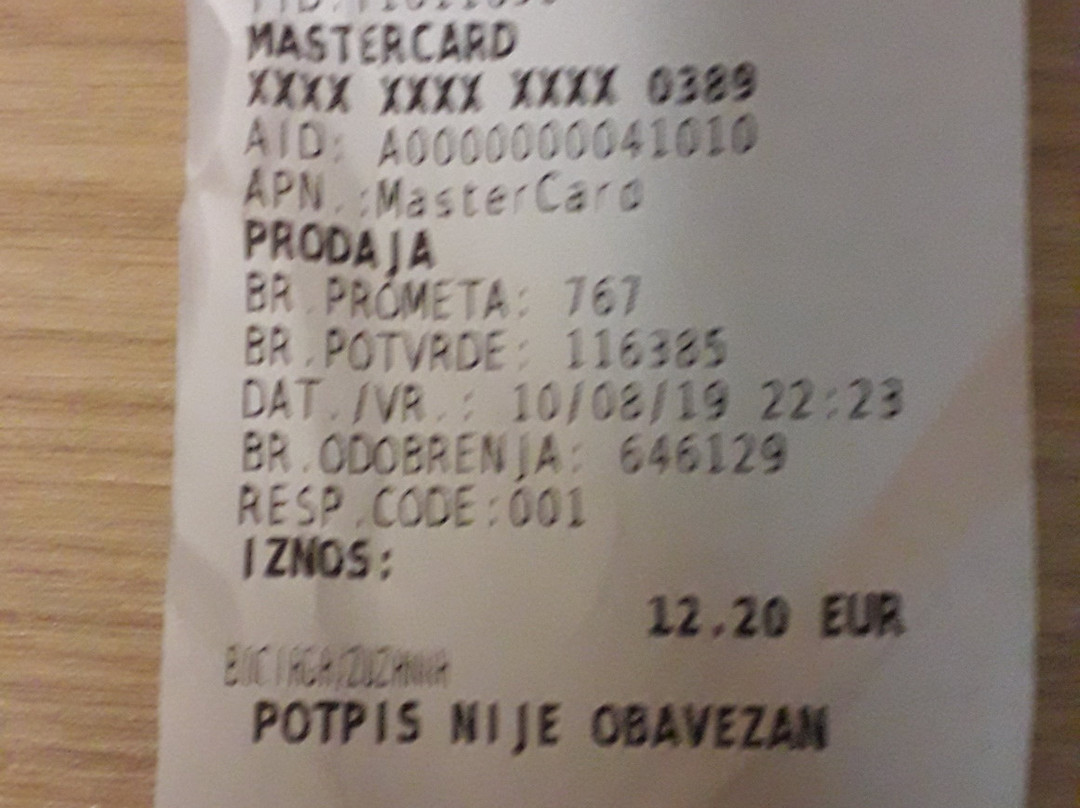 MASTERCARD
XXXX XXXX XXXX 0389
AID: A0000000041010
APN.:MasterCard
PRODAJA
BR.PROMETA: 767
BR.POTVRDE: 116385
DAT./VR.: 10/08/19 22:23
BR.ODOBRENJA: 646129
RESP.CODE:001
IZNOS:
12.20 EUR
POTPIS NIJE OBAVEZAN